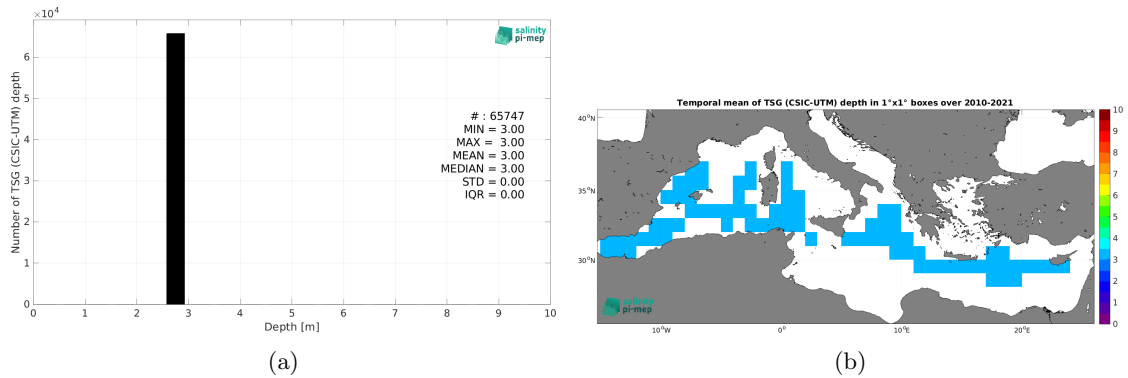 ×10⁴
salinity
pi-mep
Number of TSG (CSIC-UTM) depth
6
5
4
3
2
1
0
# : 65747
MIN = 3.00
MAX = 3.00
MEAN = 3.00
MEDIAN = 3.00
STD = 0.00
IQR = 0.00
0 1 2 3 4 5 6 7 8 9 10
Depth [m]
(a)
Temporal mean of TSG (CSIC-UTM) depth in 1°x1° boxes over 2010-2021
40°N
35°N
30°N
10°W 0° 10°E 20°E
salinity
pi-mep
10
9
8
7
6
5
4
3
2
1
0
(b)